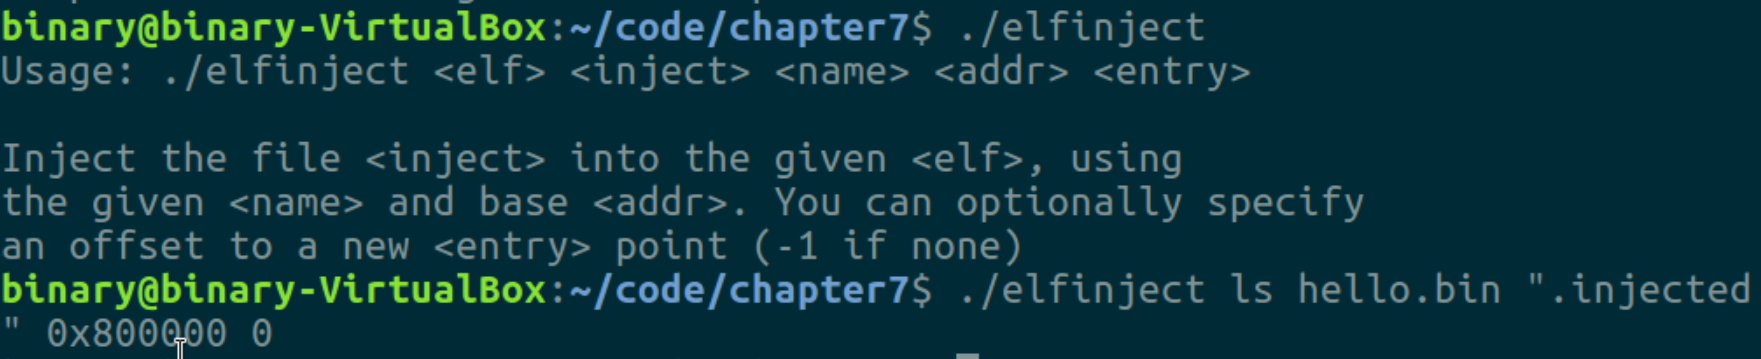 binary@binary-VirtualBox:~/code/chapter7$ ./elfinject
Usage: ./elfinject <elf> <inject> <name> <addr> <entry>
Inject the file <inject> into the given <elf>, using
the given <name> and base <addr>. You can optionally specify
an offset to a new <entry> point (-1 if none)
binary@binary-VirtualBox:~/code/chapter7$ ./elfinject ls hello.bin ".injected
" 0x800000 0